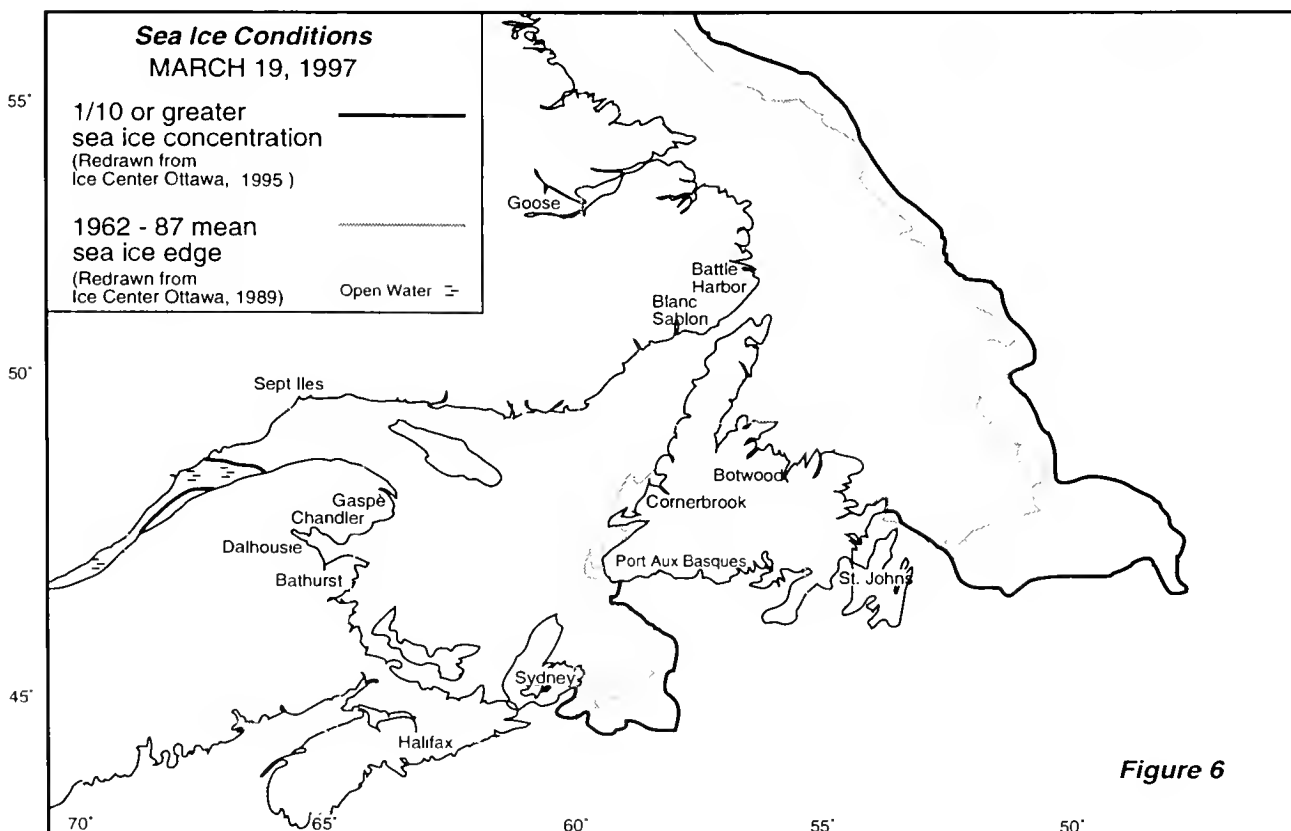 Sea Ice Conditions
MARCH 19, 1997
1/10 or greater
sea ice concentration
(Redrawn from
Ice Center Ottawa, 1995 )
1962 - 87 mean
sea ice edge
(Redrawn from
Ice Center Ottawa, 1989)
Open Water
55°
50°
45°
Goose
Battle
Harbor
Blanc
Sablon
Sept Iles
Botwood
Gaspe
Cornerbrook
Chandler
Dalhousie
Port Aux Basques
Bathurst
St. Johns
Sydney
Halifax
Figure 6
70°
65°
60°
55°
50°